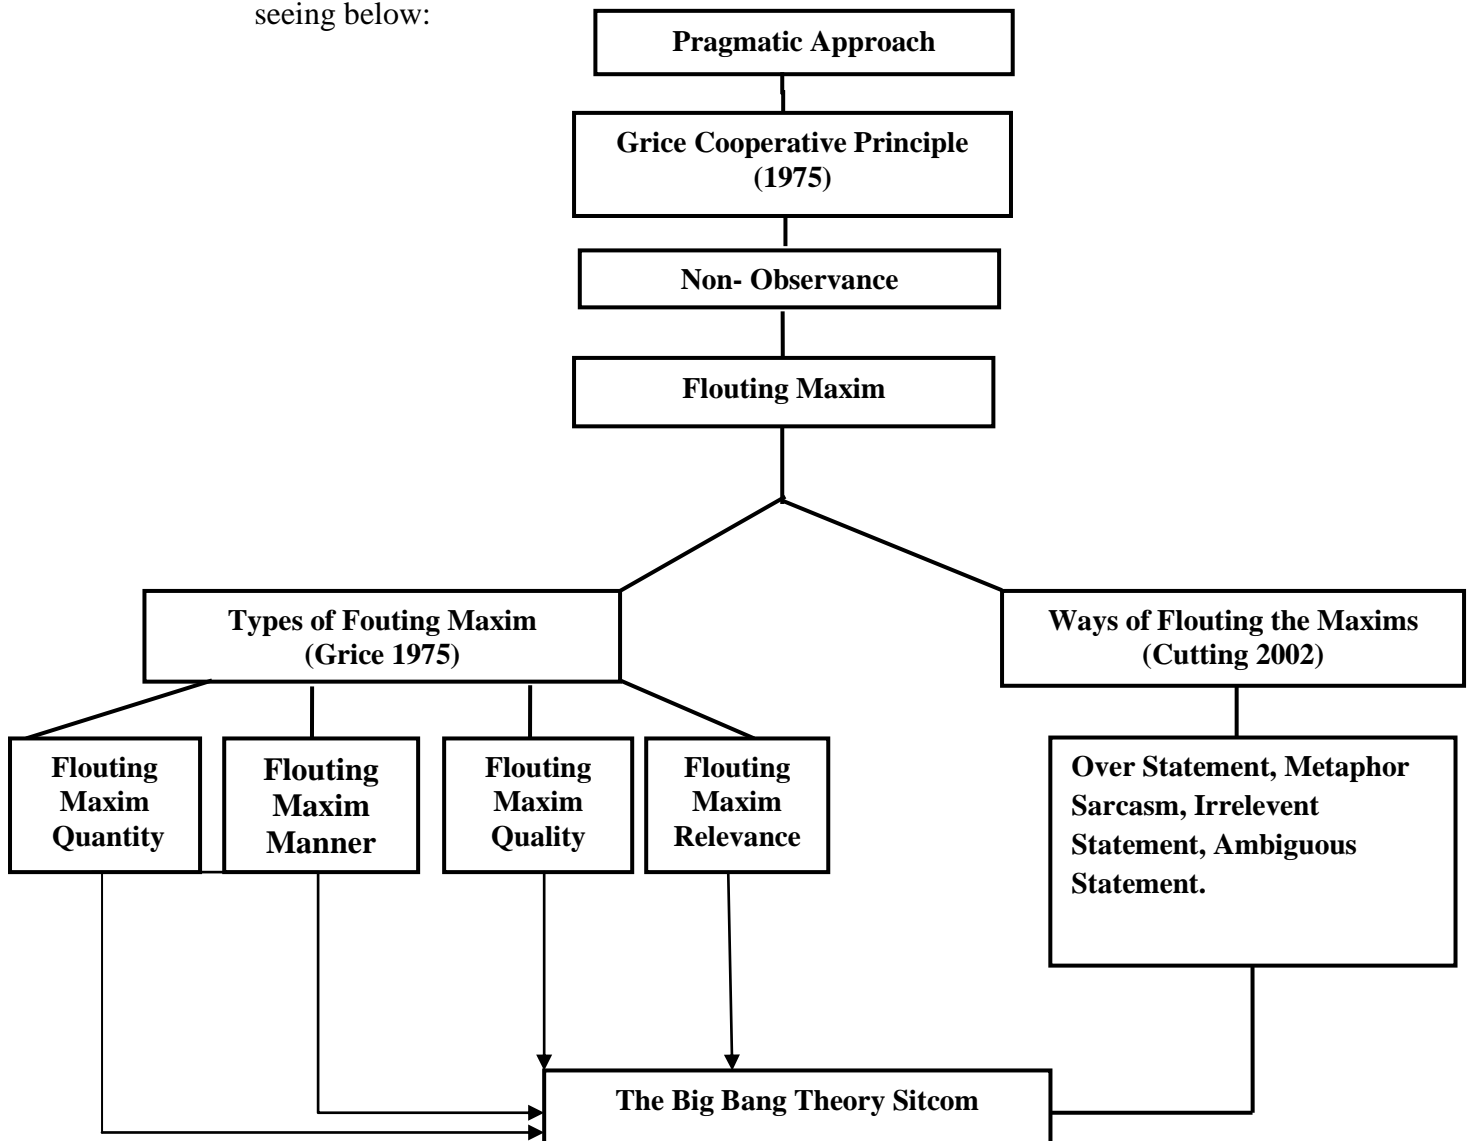 seeing below:
Pragmatic Approach
Grice Cooperative Principle
(1975)
Non- Observance
Flouting Maxim
Types of Fouting Maxim
(Grice 1975)
Ways of Flouting the Maxims
(Cutting 2002)
Flouting
Maxim
Quantity
Flouting
Maxim
Manner
Flouting
Maxim
Quality
Flouting
Maxim
Relevance
Over Statement, Metaphor
Sarcasm, Irrelevent
Statement, Ambiguous
Statement.
The Big Bang Theory Sitcom